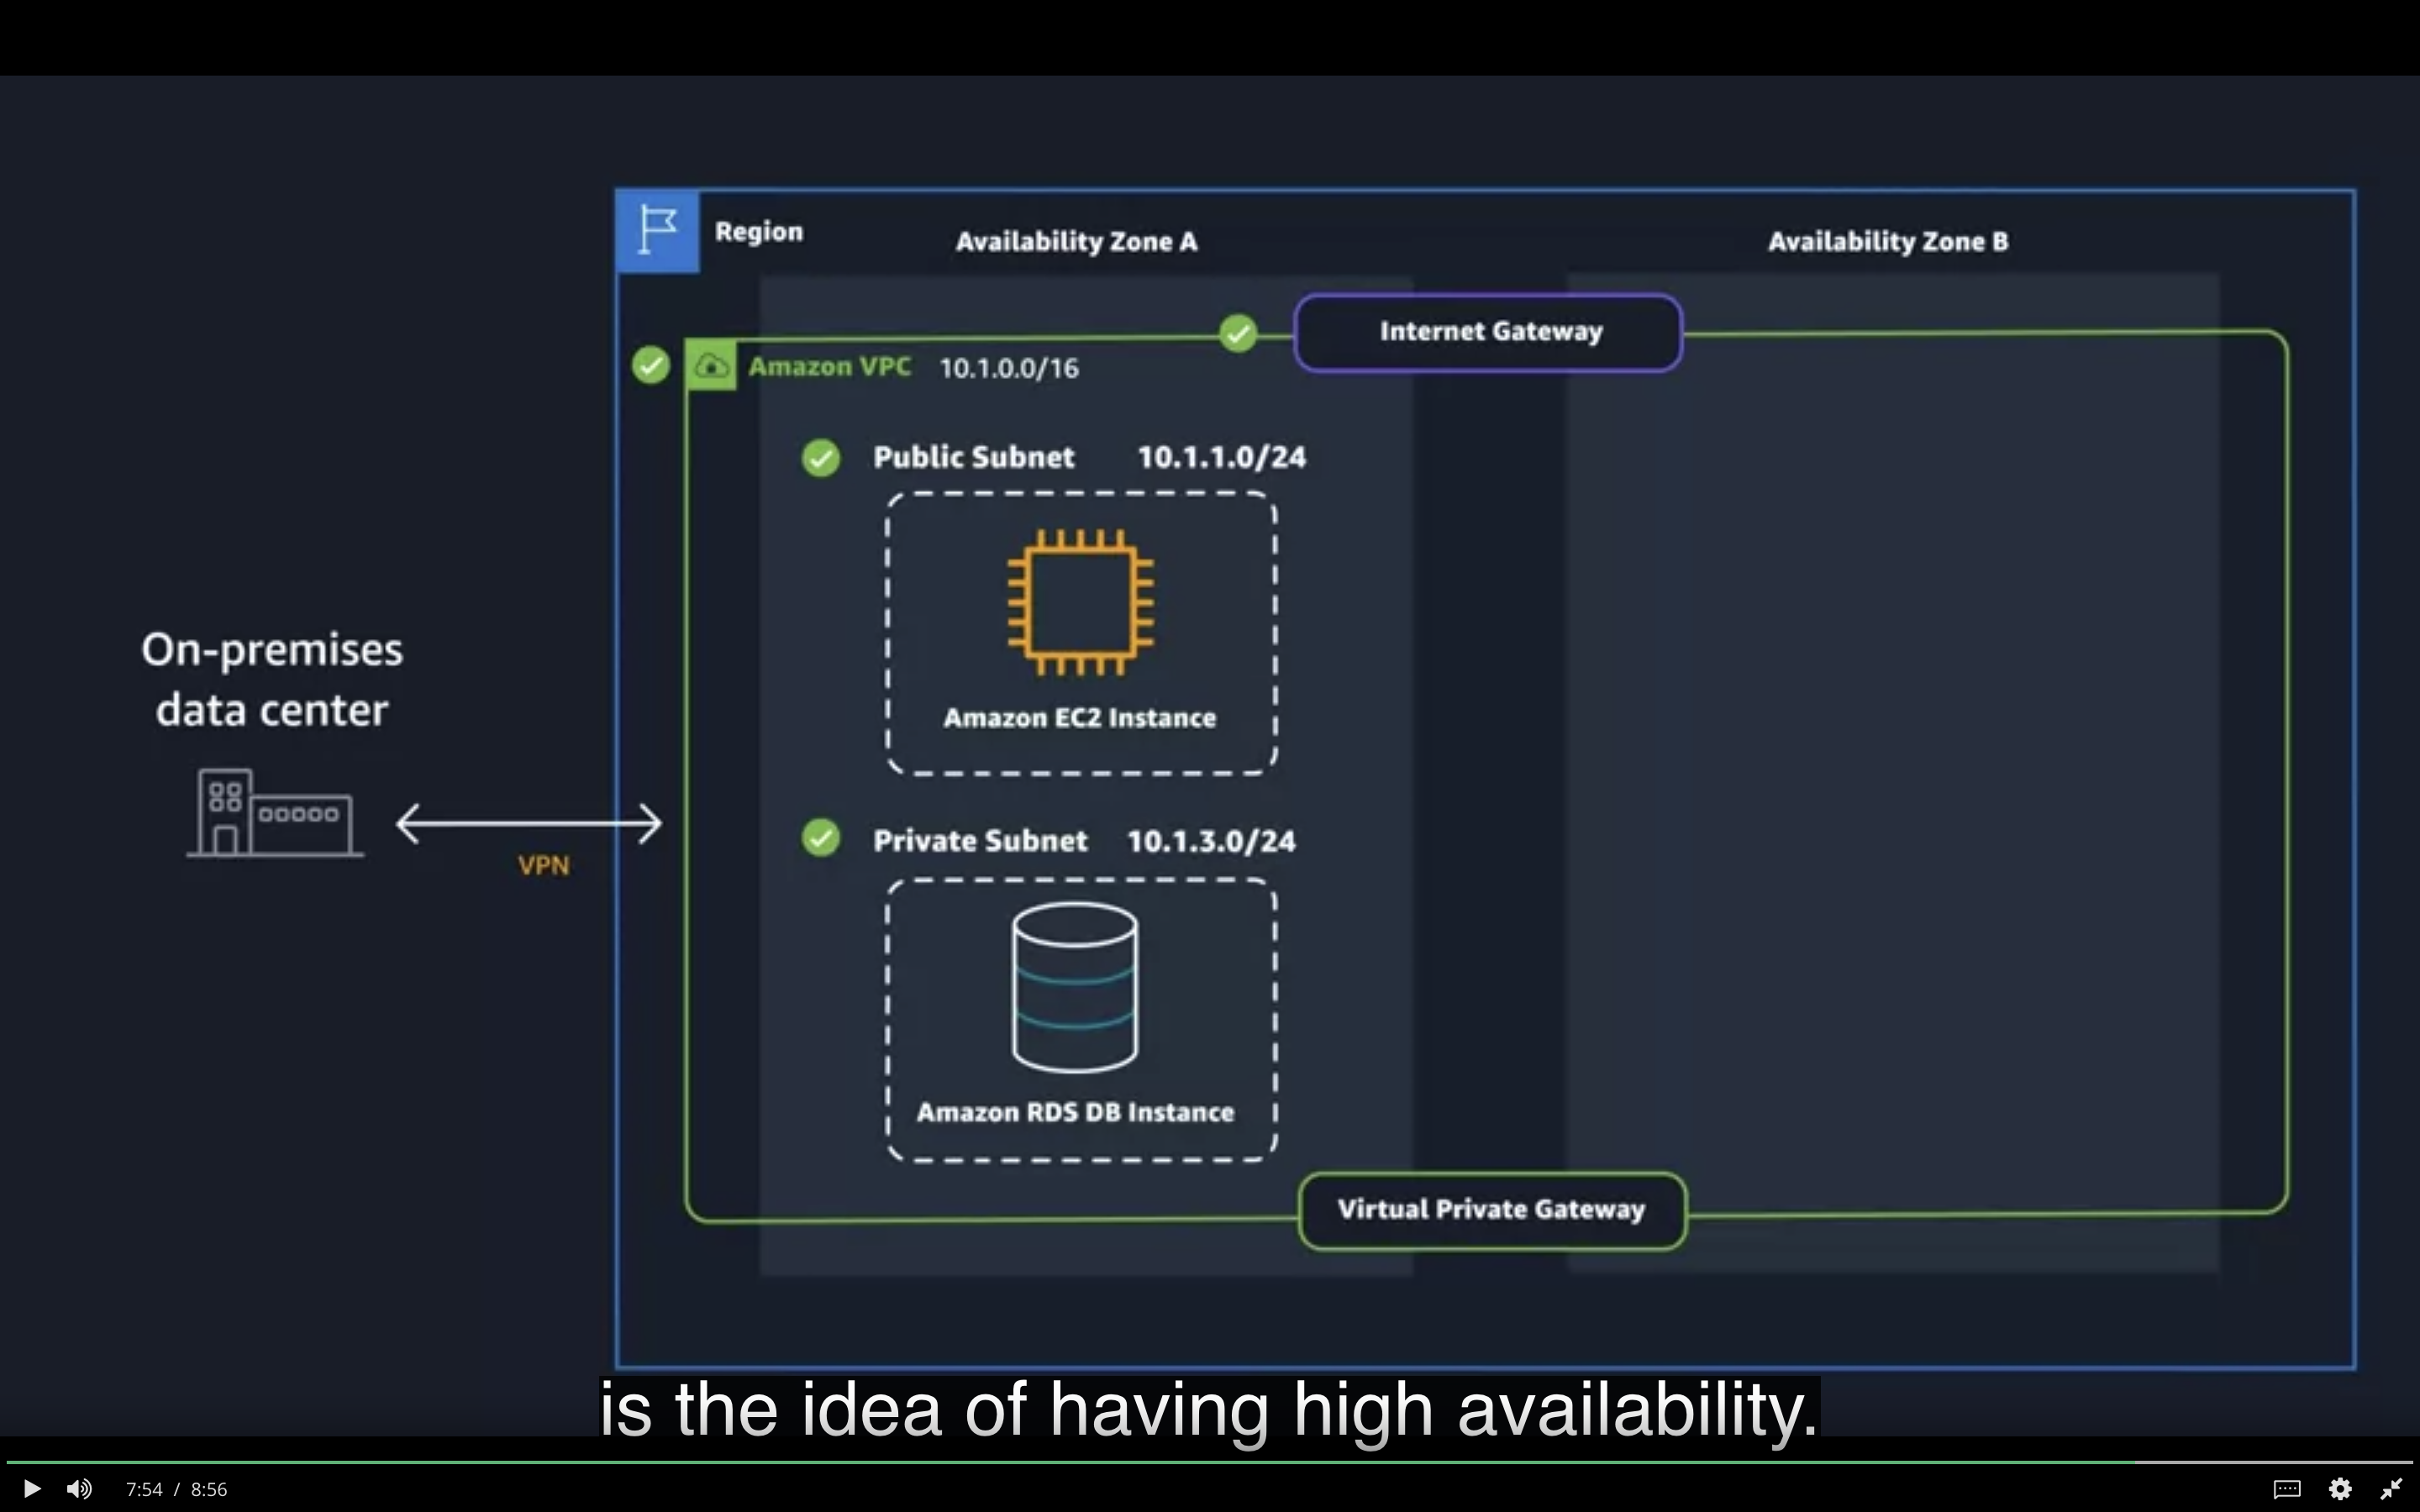 Region
Availability Zone A
Availability Zone B
Internet Gateway
Amazon VPC 10.1.0.0/16
Public Subnet 10.1.1.0/24
Amazon EC2 Instance
On-premises
data center
VPN
Private Subnet 10.1.3.0/24
Amazon RDS DB Instance
Virtual Private Gateway
is the idea of having high availability.
7:54 / 8:56